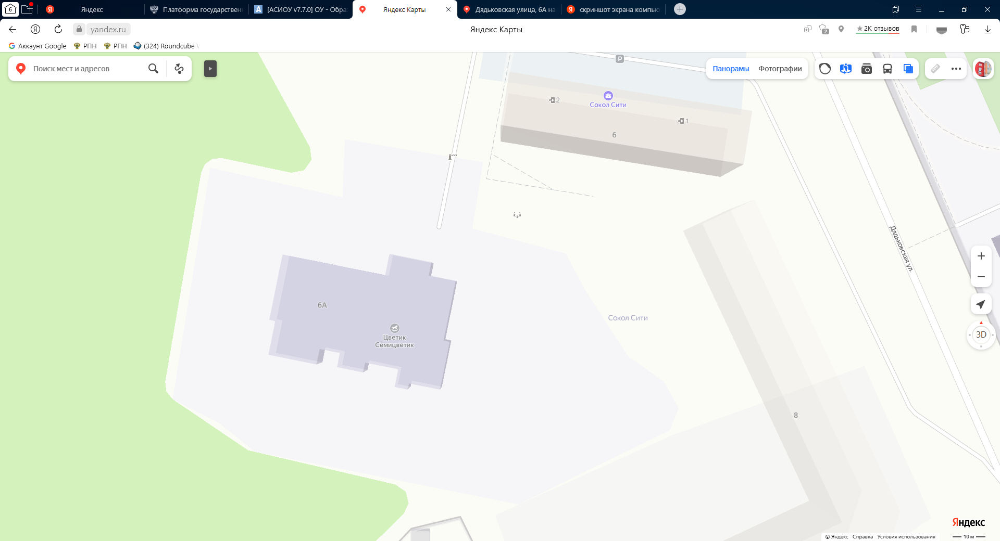 6
Яндекс
Платформа государствен
[АСИОУ v7.7.0] ОУ - Обра
Яндекс Карты
Дядьковская улица, 6А на
скриншот экрана компью
yandex.ru
Яндекс Карты
2
2К отзывов
Аккаунт Google
РПН
РПН
(324) Roundcube
Поиск мест и адресов
Панорамы
Фотографии
P
2
Сокол Сити
1
6
Дядьковская ул.
6А
Цветик
Семицветик
Сокол Сити
3D
8
Яндекс
© Яндекс Справка Условия использования
10 м